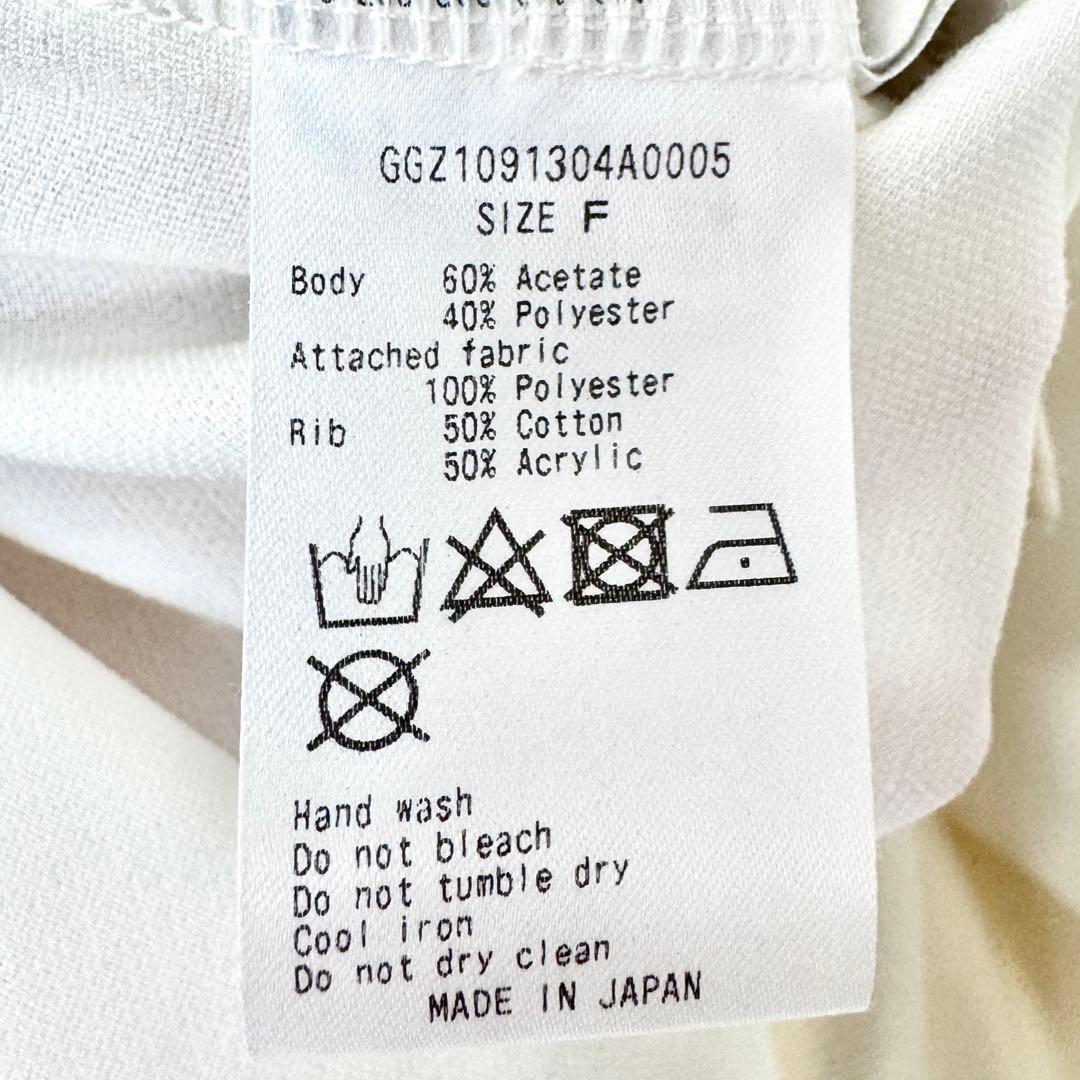 GGZ1091304A0005
SIZE F
Body 60% Acetate
40% Polyester
Attached fabric
100% Polyester
Rib 50% Cotton
50% Acrylic
Hand wash
Do not bleach
Do not tumble dry
Cool iron
Do not dry clean
MADE IN JAPAN